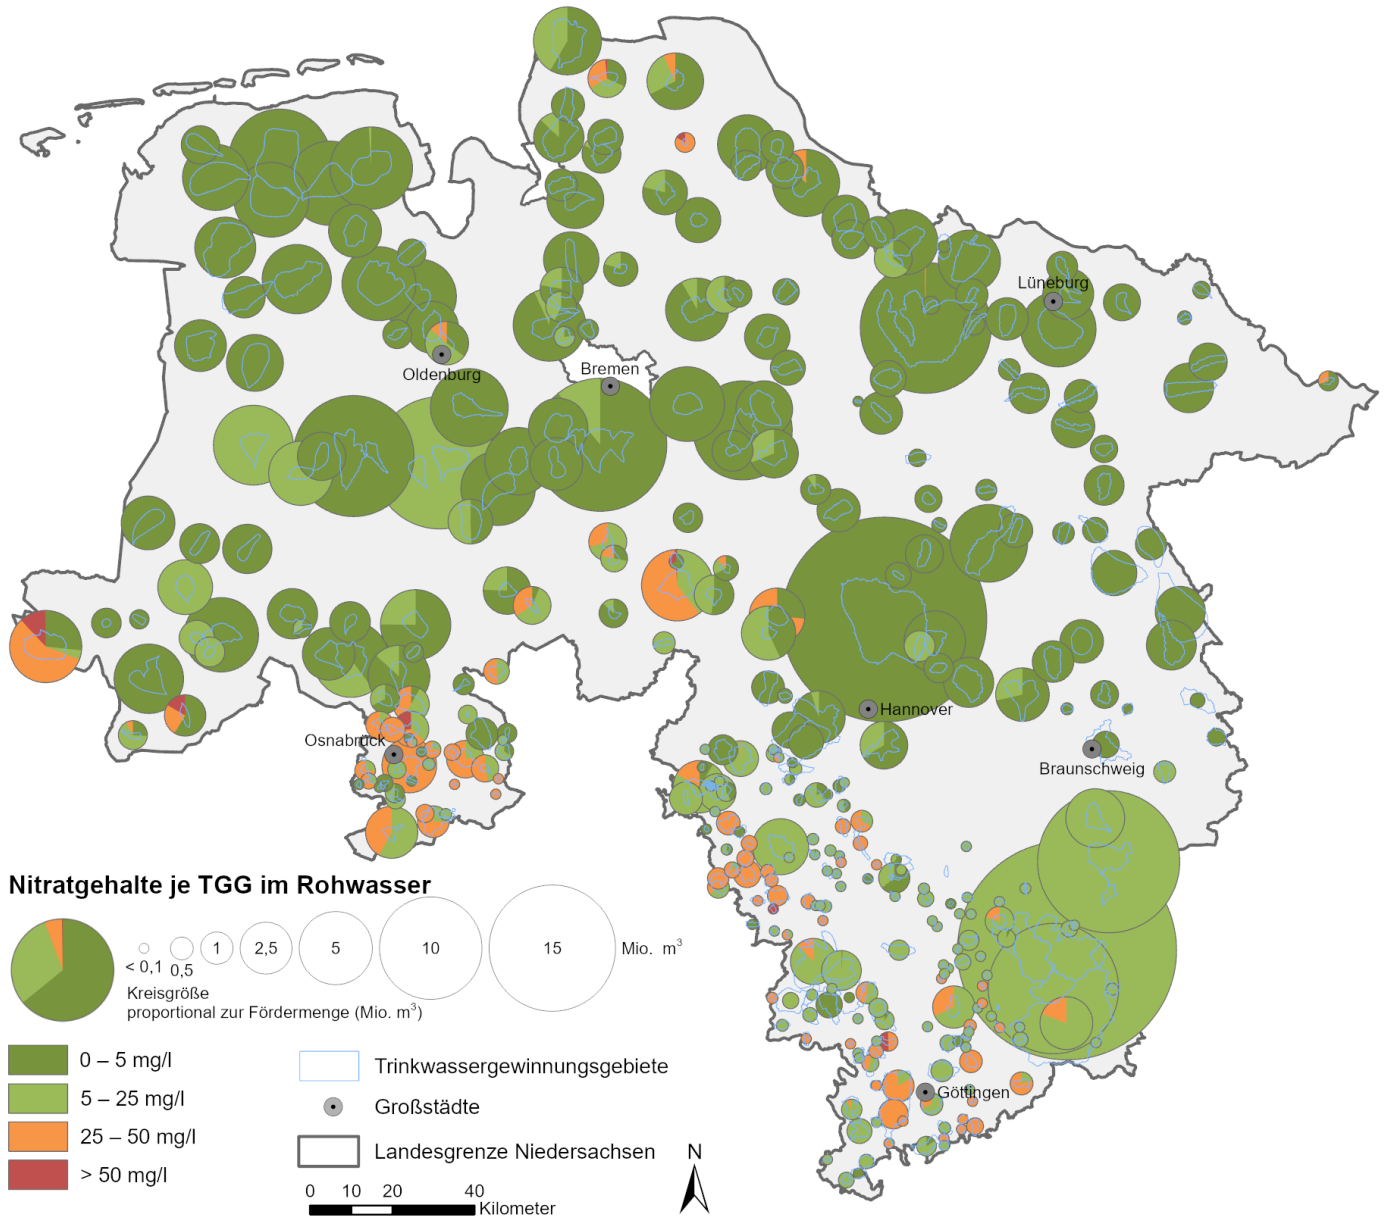 Lüneburg
Oldenburg
Bremen
Hannover
Osnabrück
Braunschweig
Göttingen
Nitratgehalte je TGG im Rohwasser
< 0,1
0,5
1
2,5
5
10
15
Mio. m³
Kreisgröße
proportional zur Fördermenge (Mio. m³)
0 – 5 mg/l
5 – 25 mg/l
25 – 50 mg/l
> 50 mg/l
Trinkwassergewinnungsgebiete
Großstädte
Landesgrenze Niedersachsen
N
0 10 20 40
Kilometer